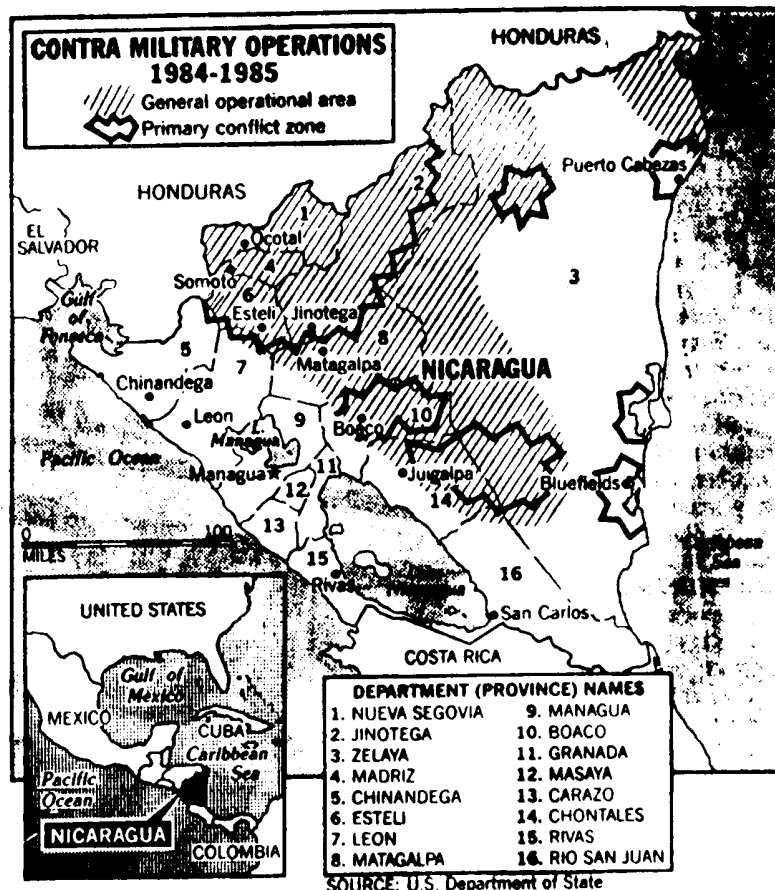 CONTRA MILITARY OPERATIONS
1984-1985
General operational area
Primary conflict zone
HONDURAS
HONDURAS
EL
SALVADOR
Gulf
of
Fonseca
Puerto Cabezas
1
2
Ocotal
4
3
Somoto
6
Esteli
Jinotega
5
7
8
Matagalpa
NICARAGUA
Chinandega
Leon
L.
Managua
9
Boaco
10
Pacific Ocean
Managua
11
Juigalpa
12
14
Bluefields
13
0 100
MILES
15
Rivas
16
Sea
San Carlos
COSTA RICA
UNITED STATES
Gulf of
Mexico
MEXICO
CUBA
Caribbean
Sea
Pacific
Ocean
NICARAGUA
COLOMBIA
DEPARTMENT (PROVINCE) NAMES
1. NUEVA SEGOVIA
2. JINOTEGA
3. ZELAYA
4. MADRIZ
5. CHINANDEGA
6. ESTELI
7. LEON
8. MATAGALPA
9. MANAGUA
10. BOACO
11. GRANADA
12. MASAYA
13. CARAZO
14. CHONTALES
15. RIVAS
16. RIO SAN JUAN
SOURCE: U.S. Department of State